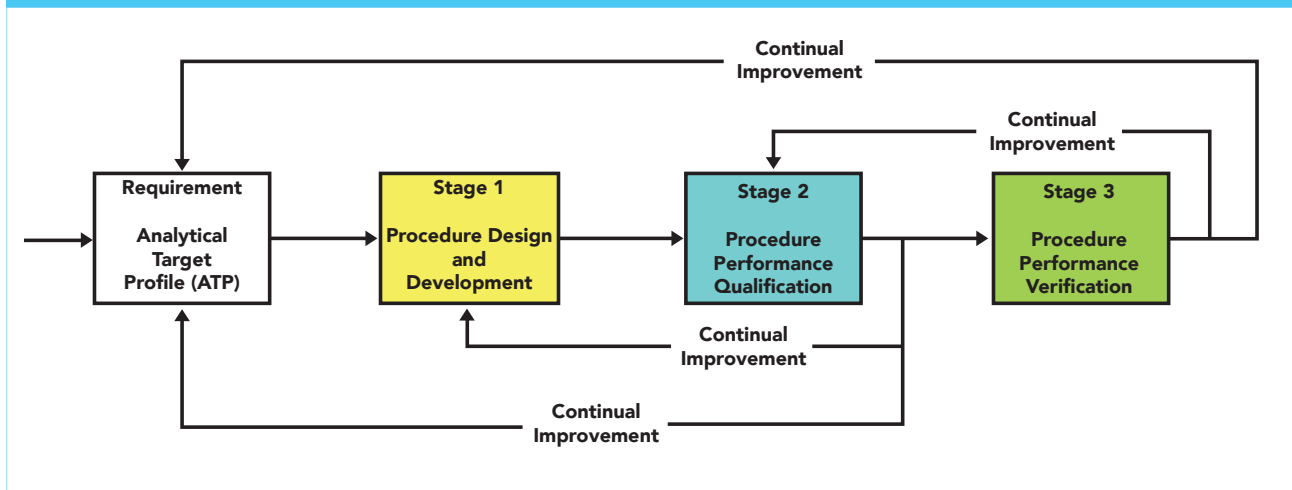 Continual
Improvement
Continual
Improvement
Requirement
Analytical
Target
Profile (ATP)
Stage 1
Procedure Design
and
Development
Stage 2
Procedure
Performance
Qualification
Stage 3
Procedure
Performance
Verification
Continual
Improvement
Continual
Improvement